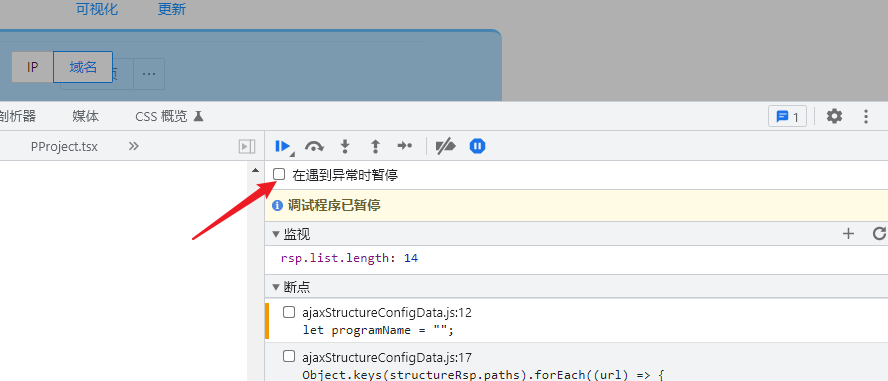 可视化 更新
IP 域名 ...
剖析器 媒体 CSS 概览 1
PProject.tsx »
在遇到异常时暂停
调试程序已暂停
监视
rsp.list.length: 14
断点
ajaxStructureConfigData.js:12
let programName = "";
ajaxStructureConfigData.js:17
Object.keys(structureRsp.paths).forEach((url) => {